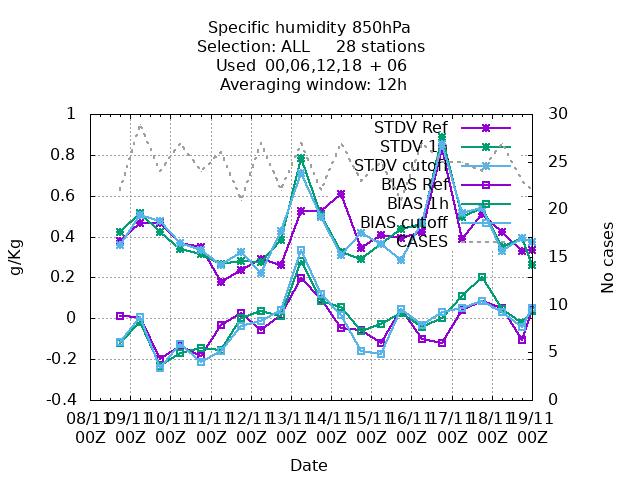 Specific humidity 850hPa
Selection: ALL 28 stations
Used 00,06,12,18 + 06
Averaging window: 12h
1
0.8
0.6
0.4
0.2
0
-0.2
-0.4
30
25
20
15
10
5
0
g/Kg
No cases
STDV Ref
STDV 1h
STDV cutoff
BIAS Ref
BIAS 1h
BIAS cutoff
CASES
08/11 09/11 10/11 11/11 12/11 13/11 14/11 15/11 16/11 17/11 18/11 19/11
00Z 00Z 00Z 00Z 00Z 00Z 00Z 00Z 00Z 00Z 00Z 00Z
Date